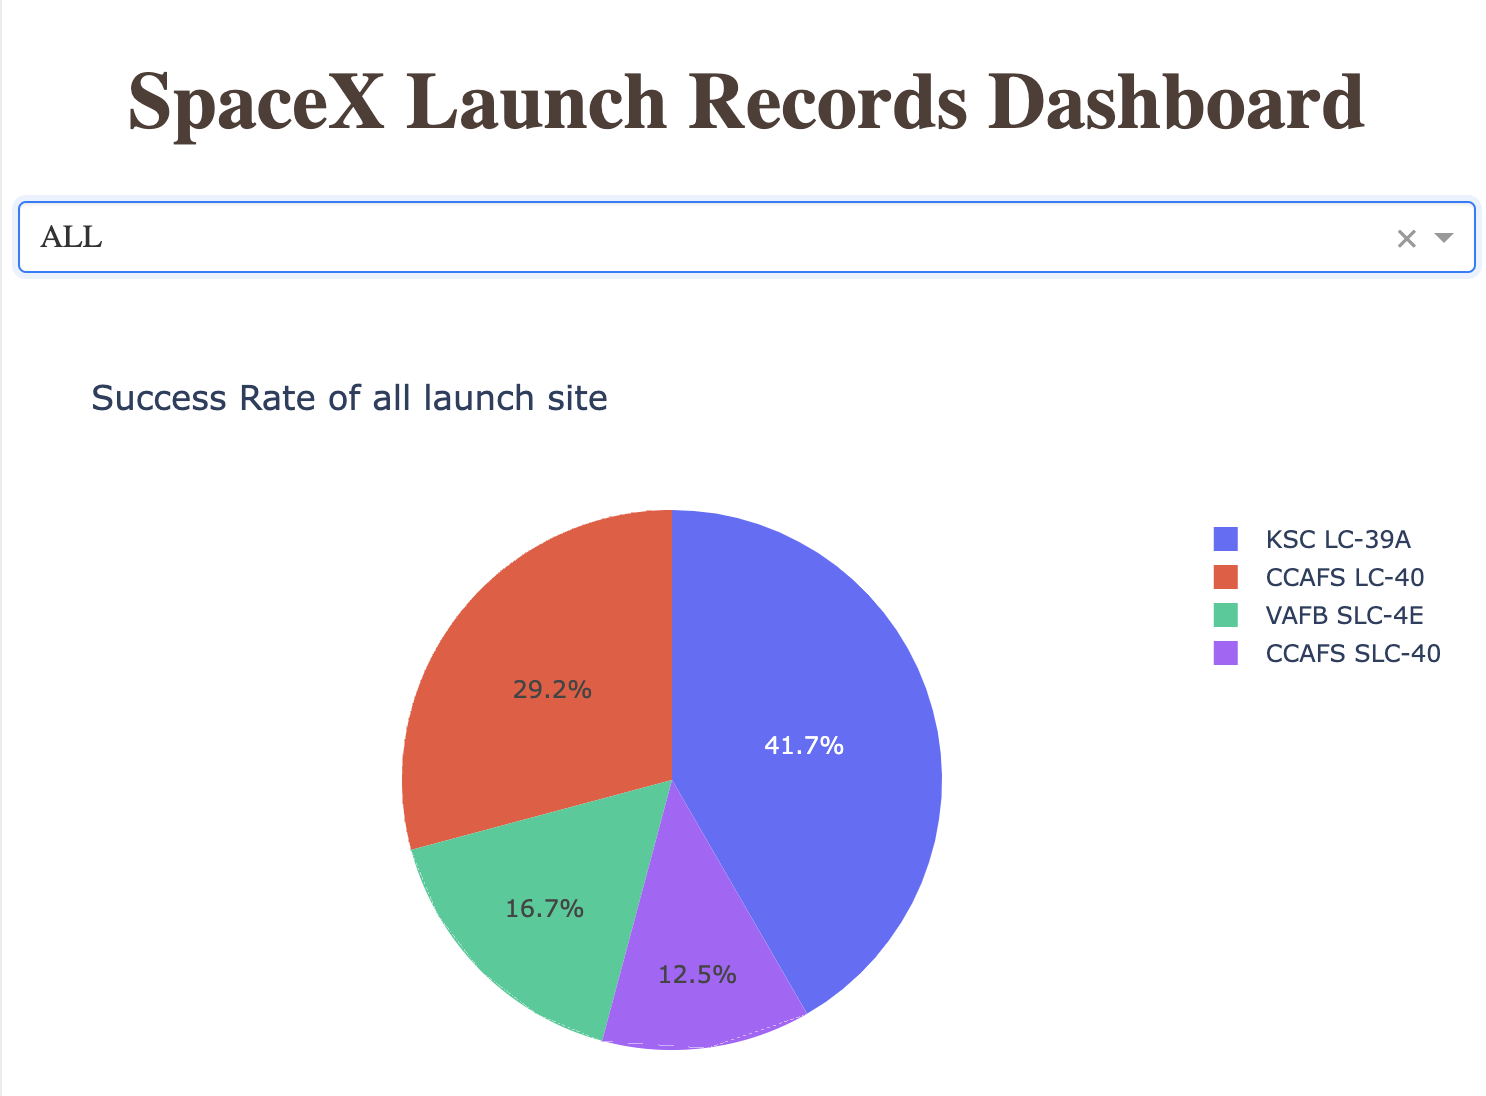 SpaceX Launch Records Dashboard
ALL
Success Rate of all launch site
KSC LC-39A
CCAFS LC-40
VAFB SLC-4E
CCAFS SLC-40
29.2%
41.7%
16.7%
12.5%